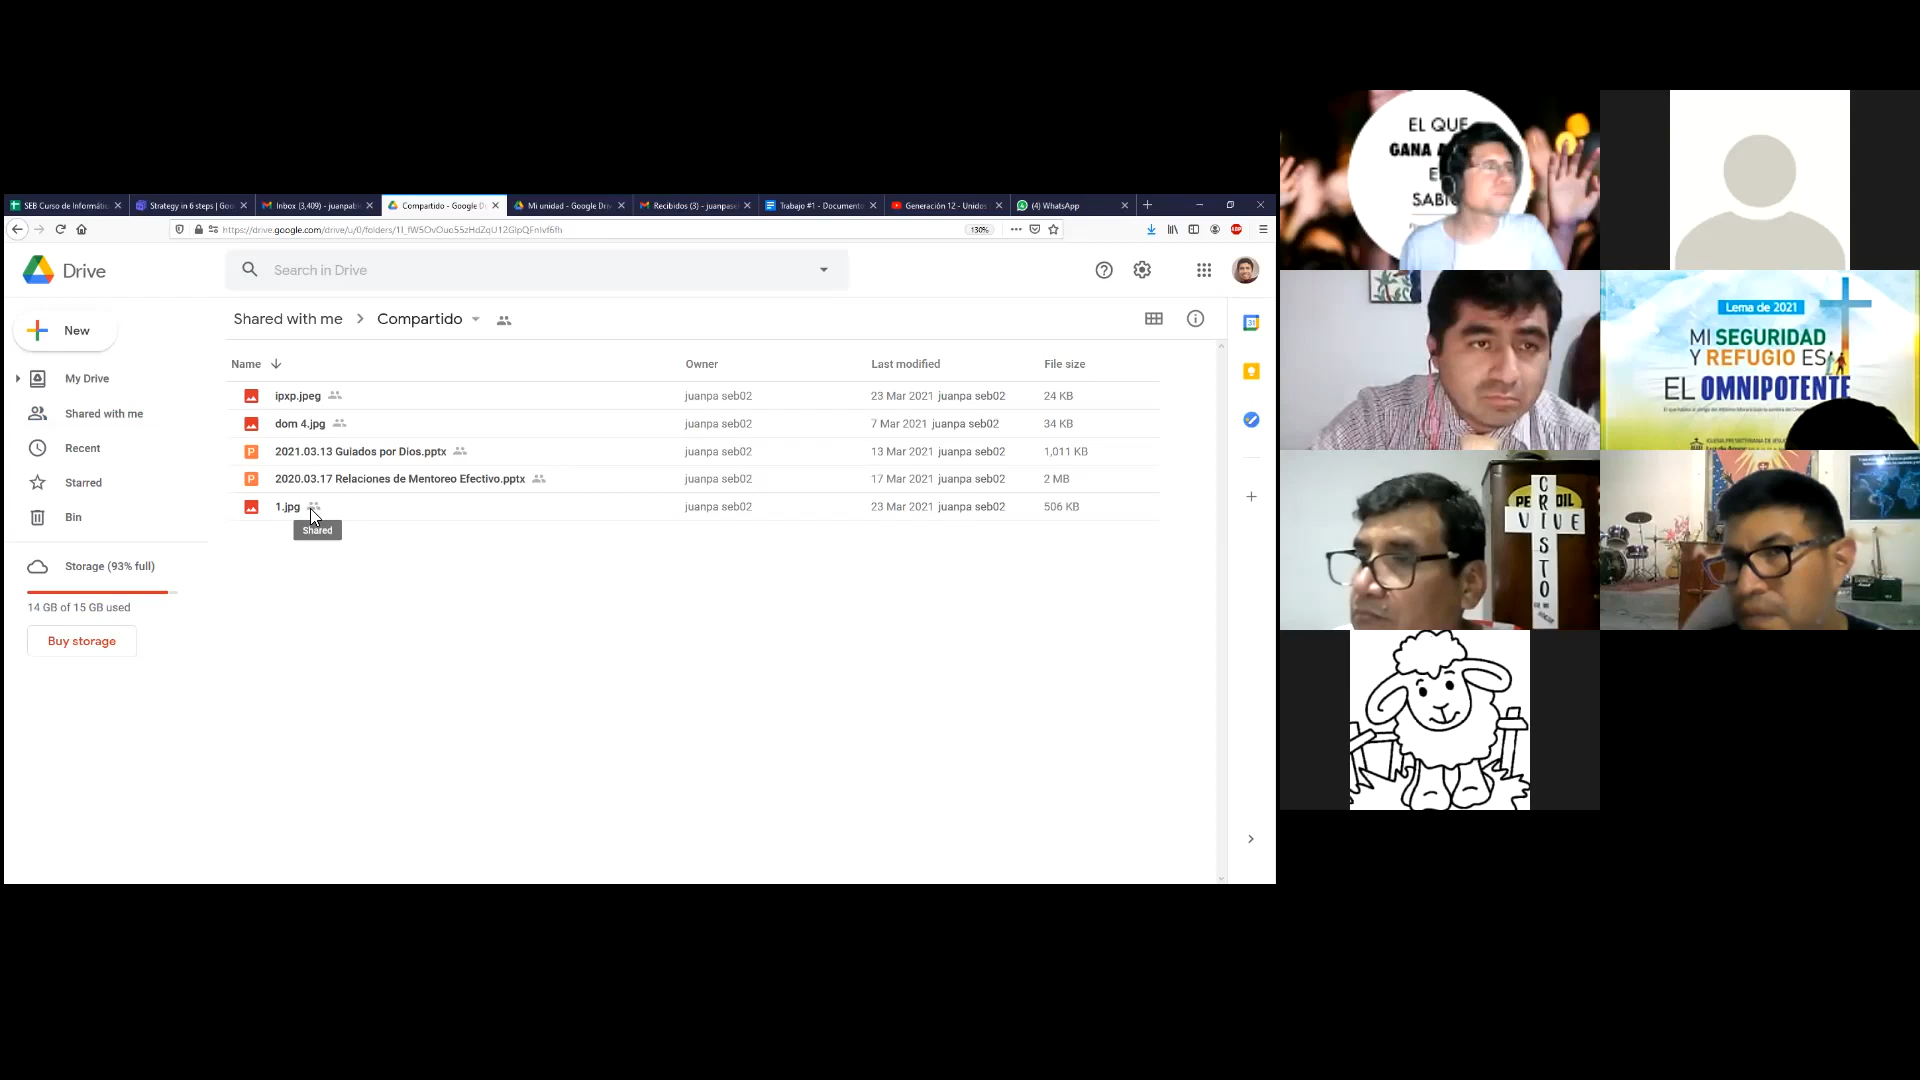 SEB Curso de Informátic
Strategy in 6 steps | Goo
Inbox (3,409) - juanpabl
Compartido - Google D
Mi unidad - Google Driv
Recibidos (3) - juanpase
Trabajo #1 - Documento
Generación 12 - Unidos
(4) WhatsApp
130%
Drive
Search in Drive
New
My Drive
Shared with me
Recent
Starred
Bin
Storage (93% full)
14 GB of 15 GB used
Buy storage
Shared with me > Compartido
Name Owner Last modified File size
ipxp.jpeg juanpa seb02 23 Mar 2021 juanpa seb02 24 KB
dom 4.jpg juanpa seb02 7 Mar 2021 juanpa seb02 34 KB
2021.03.13 Guiados por Dios.pptx juanpa seb02 13 Mar 2021 juanpa seb02 1,011 KB
2020.03.17 Relaciones de Mentoreo Efectivo.pptx juanpa seb02 17 Mar 2021 juanpa seb02 2 MB
1.jpg juanpa seb02 23 Mar 2021 juanpa seb02 506 KB
Shared
31
ABP
EL QUE
GANA A
E
SABI
Lema de 2021
MI SEGURIDAD
Y REFUGIO ES
EL OMNIPOTENTE
CRISTO
VIVE